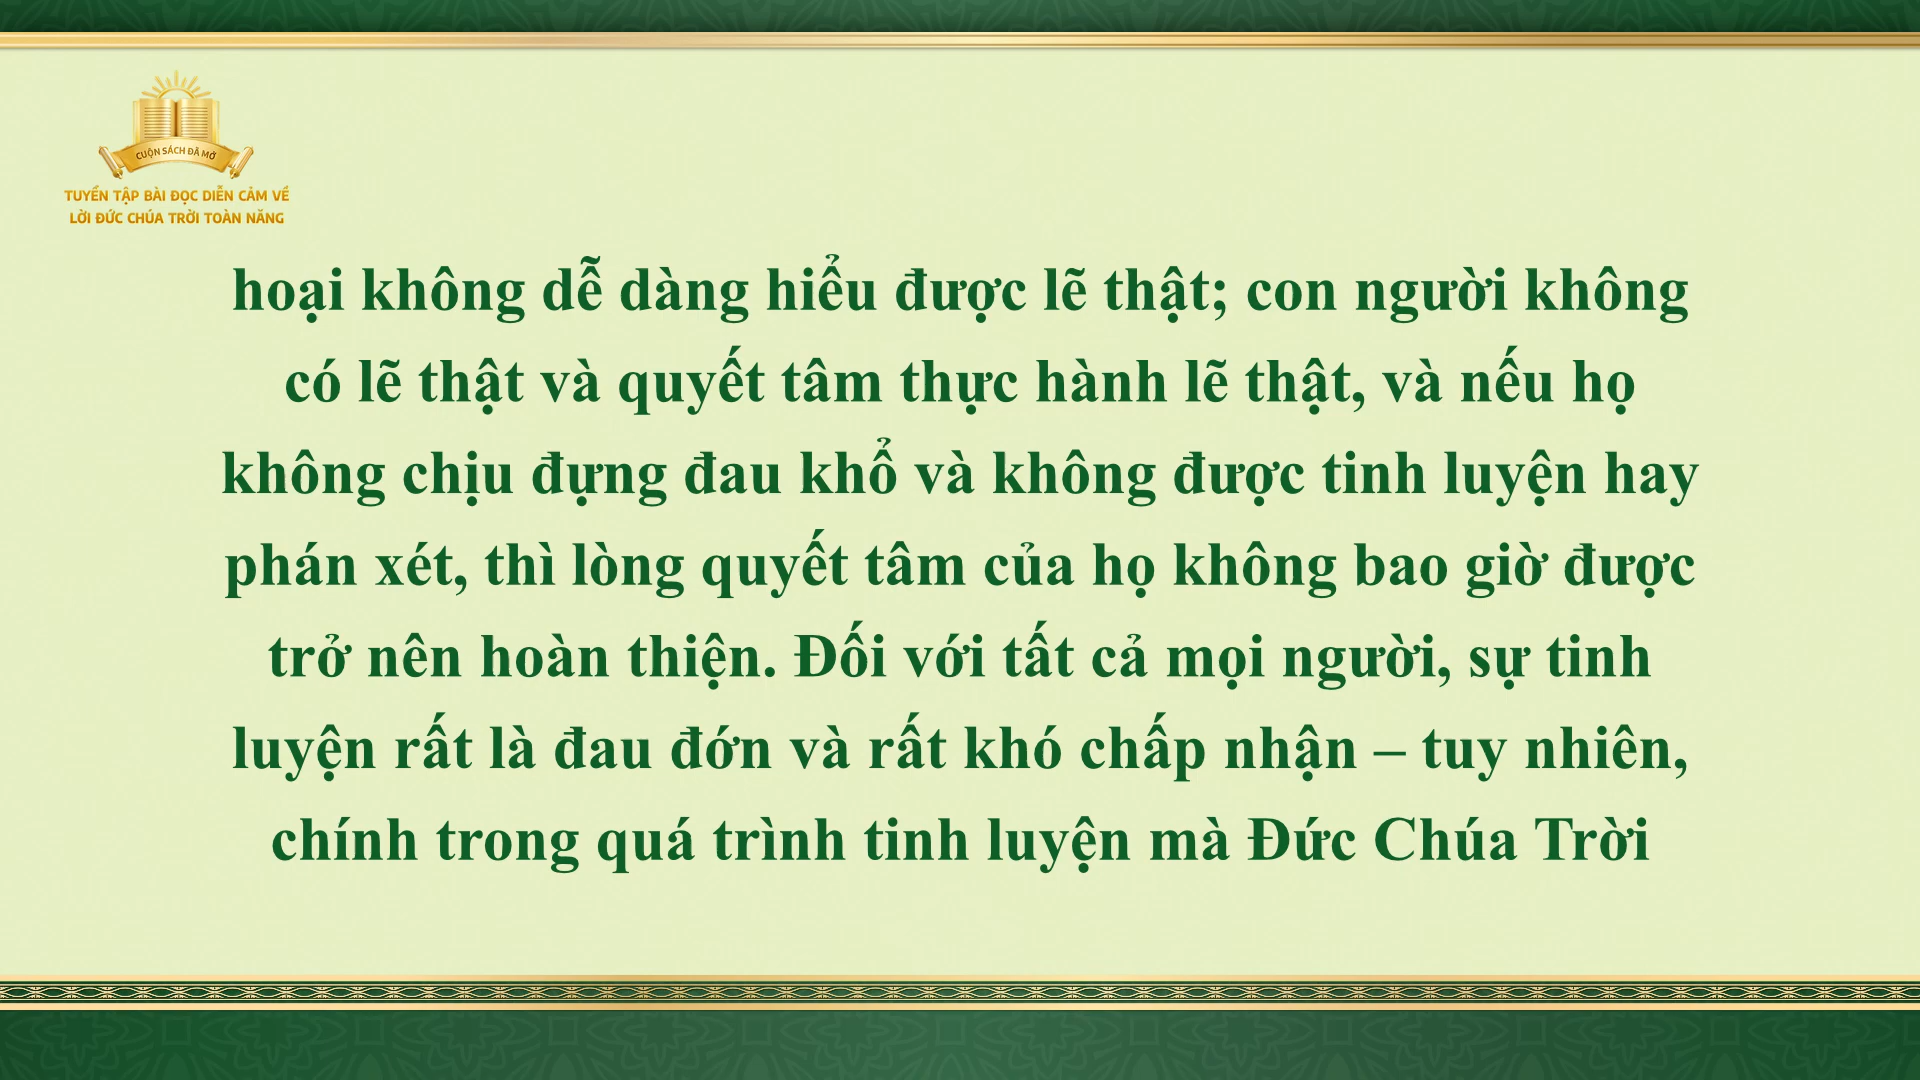 CUỘN SÁCH ĐÃ MỞ
TUYỂN TẬP BÀI ĐỌC DIỄN CẢM VỀ
LỜI ĐỨC CHÚA TRỜI TOÀN NĂNG
hoại không dễ dàng hiểu được lẽ thật; con người không
có lẽ thật và quyết tâm thực hành lẽ thật, và nếu họ
không chịu đựng đau khổ và không được tinh luyện hay
phán xét, thì lòng quyết tâm của họ không bao giờ được
trở nên hoàn thiện. Đối với tất cả mọi người, sự tinh
luyện rất là đau đớn và rất khó chấp nhận – tuy nhiên,
chính trong quá trình tinh luyện mà Đức Chúa Trời